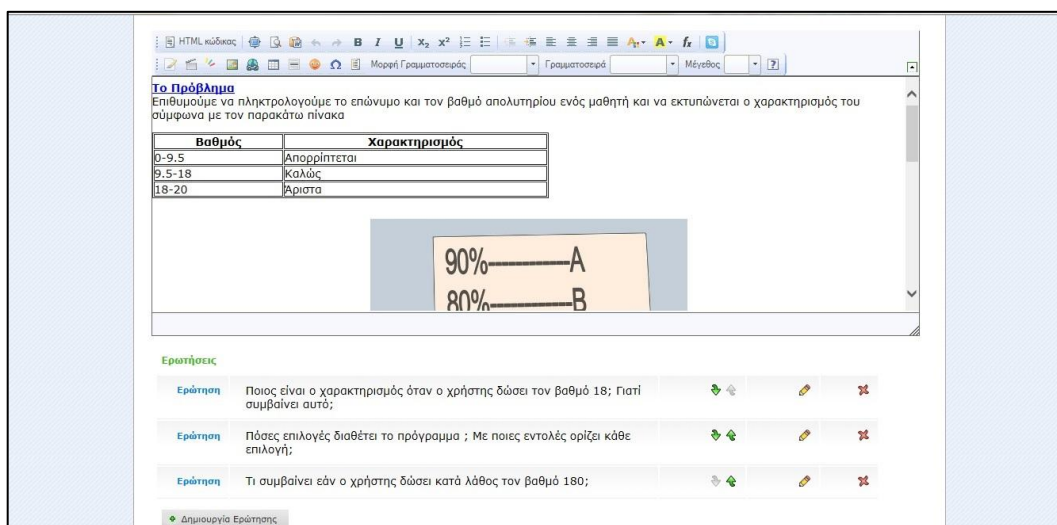 HTML κώδικας B I U x₂ x² fx
Μορφή Γραμματοσειράς Γραμματοσειρά Μέγεθος ?
Το Πρόβλημα
Επιθυμούμε να πληκτρολογούμε το επώνυμο και τον βαθμό απολυτηρίου ενός μαθητή και να εκτυπώνεται ο χαρακτηρισμός του
σύμφωνα με τον παρακάτω πίνακα
Βαθμός Χαρακτηρισμός
0-9.5 Απορρίπτεται
9.5-18 Καλώς
18-20 Άριστα
90%----------A
80%----------B
Ερωτήσεις
Ερώτηση Ποιος είναι ο χαρακτηρισμός όταν ο χρήστης δώσει τον βαθμό 18; Γιατί
συμβαίνει αυτό;
Ερώτηση Πόσες επιλογές διαθέτει το πρόγραμμα ; Με ποιες εντολές ορίζει κάθε
επιλογή;
Ερώτηση Τι συμβαίνει εάν ο χρήστης δώσει κατά λάθος τον βαθμό 180;
Δημιουργία Ερώτησης